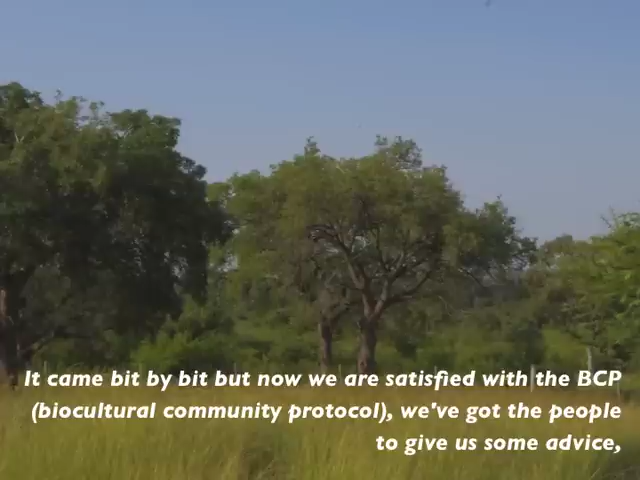 It came bit by bit but now we are satisfied with the BCP
(biocultural community protocol), we've got the people
to give us some advice,